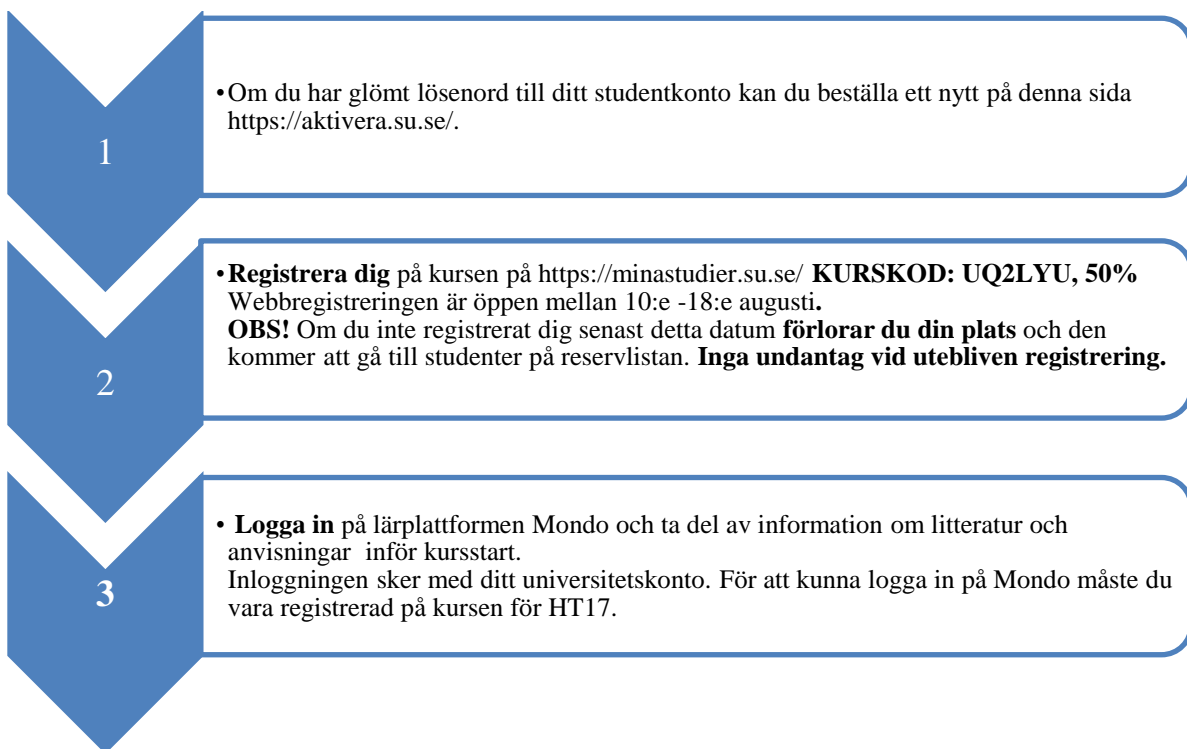 1
•Om du har glömt lösenord till ditt studentkonto kan du beställa ett nytt på denna sida
https://aktivera.su.se/.
2
•Registrera dig på kursen på https://minastudier.su.se/ KURSKOD: UQ2LYU, 50%
Webbregistreringen är öppen mellan 10:e -18:e augusti.
OBS! Om du inte registrerat dig senast detta datum förlorar du din plats och den
kommer att gå till studenter på reservlistan. Inga undantag vid utebliven registrering.
3
• Logga in på lärplattformen Mondo och ta del av information om litteratur och
anvisningar  inför kursstart.
Inloggningen sker med ditt universitetskonto. För att kunna logga in på Mondo måste du
vara registrerad på kursen för HT17.